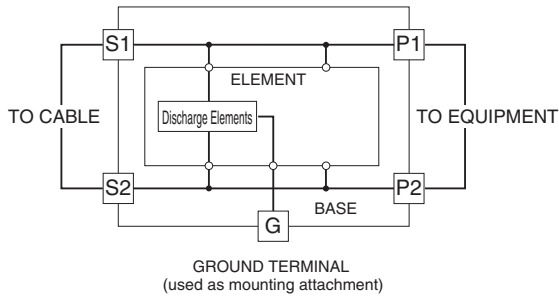 S1
P1
ELEMENT
TO CABLE
Discharge Elements
TO EQUIPMENT
S2
P2
BASE
G
GROUND TERMINAL
(used as mounting attachment)